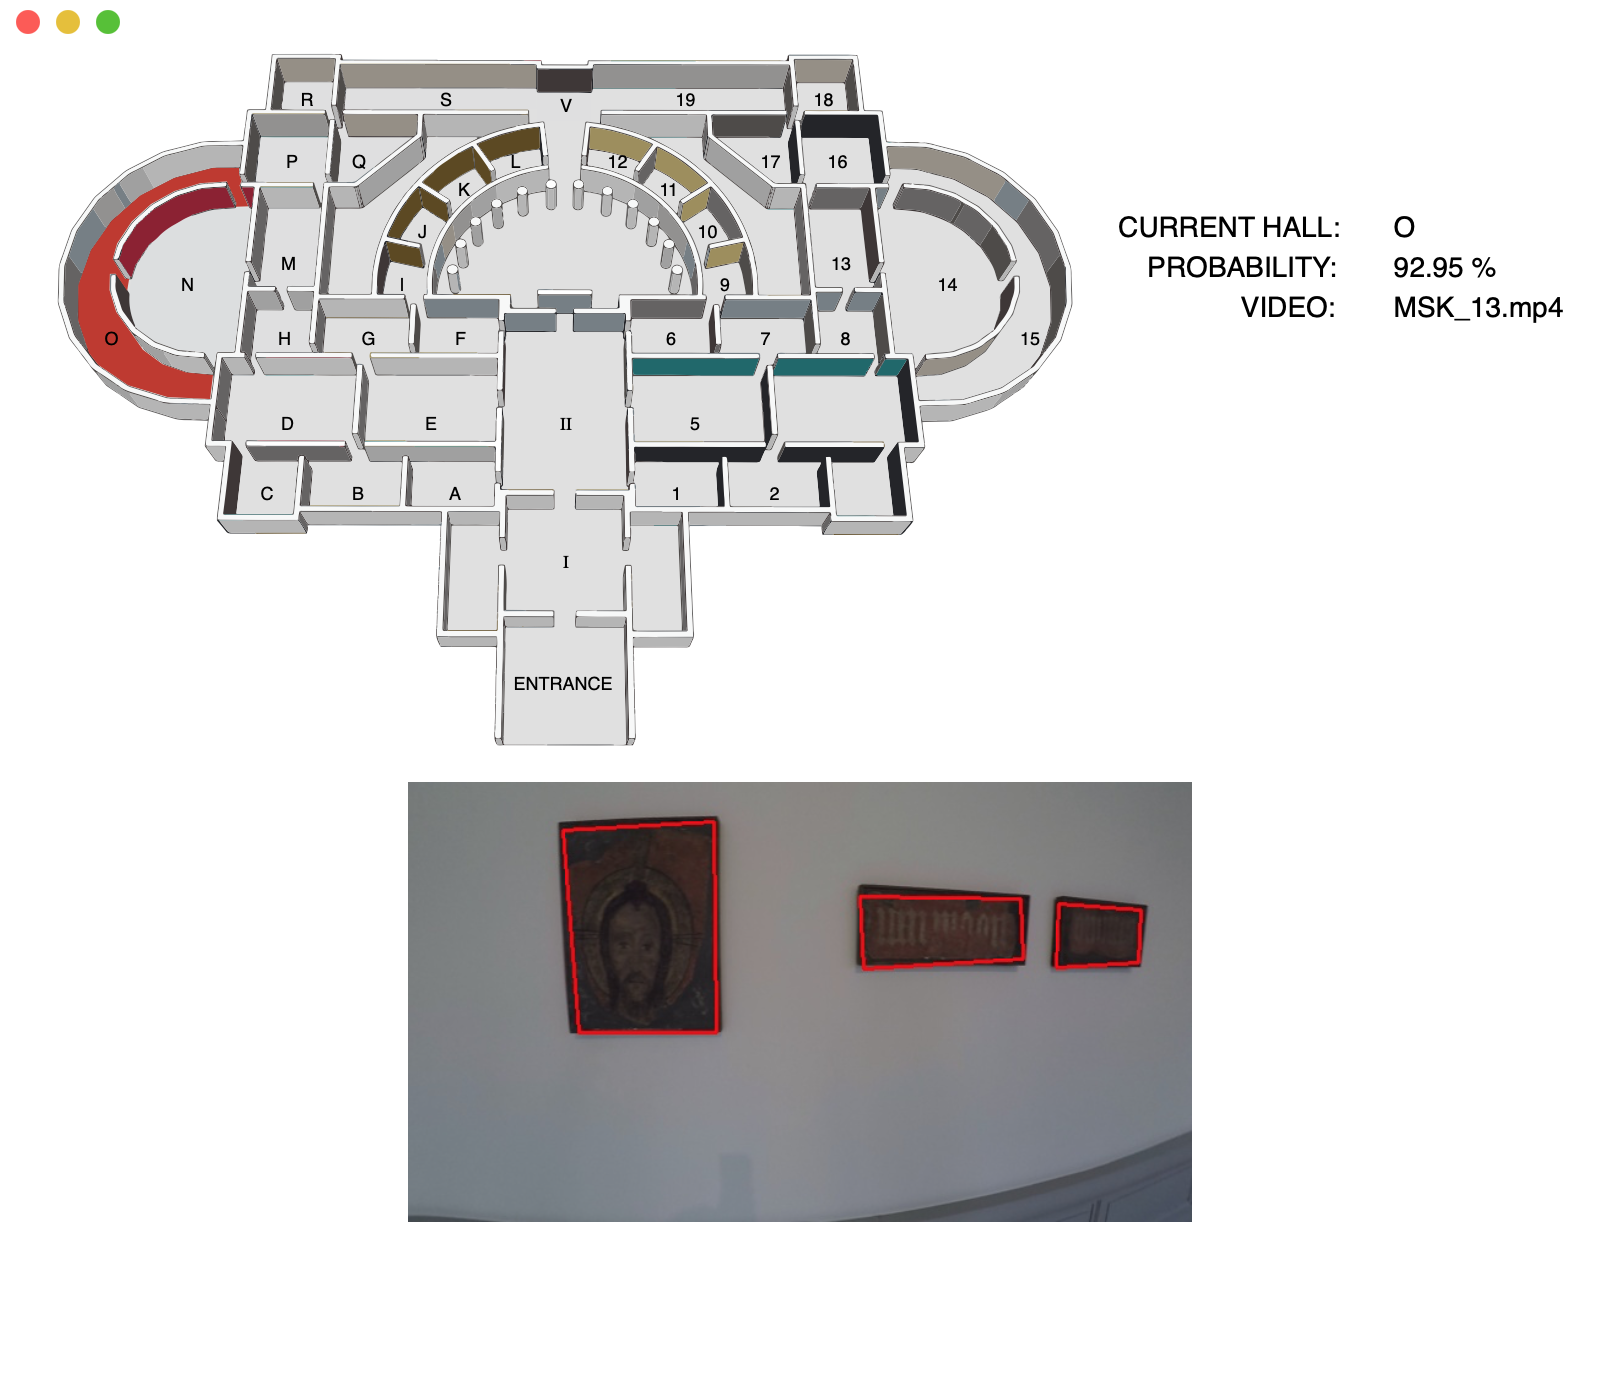 R S V 19 18
P Q L 12 17 16
K 11
J 10
M 13
N I 9 14
O H G F 6 7 8 15
D E II 5
C B A 1 2
I
ENTRANCE
CURRENT HALL: O
PROBABILITY: 92.95 %
VIDEO: MSK_13.mp4